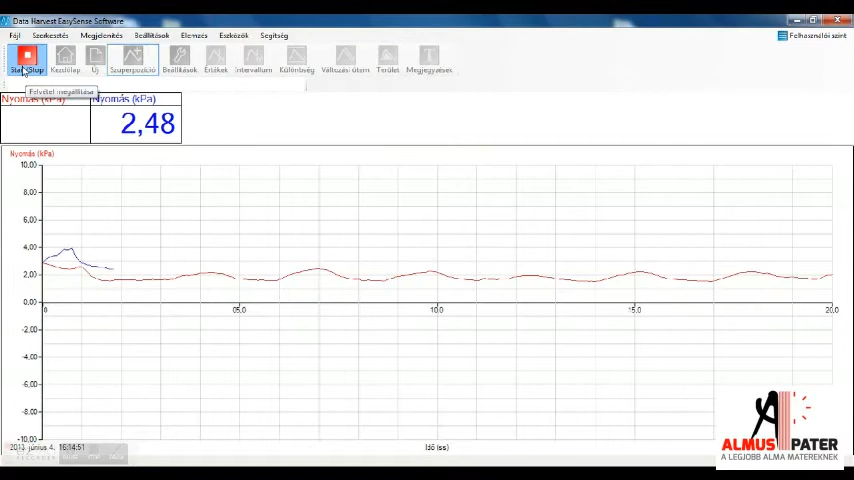 Data Harvest EasySense Software
Fájl Szerkesztés Megjelenítés Beállítások Elemzés Eszközök Segítség
Felhasználói szint
Start/Stop Kezdőlap Új Szuperpozíció Beállítások Értékek Intervallum Különbség Változási ütem Terület Megjegyzések
Felvétel megállítása
Nyomás (kPa) Nyomás (kPa)
2,48
Nyomás (kPa)
10,00
8,00
6,00
4,00
2,00
0,00
0 05,0 10,0 15,0 20,0
-2,00
-4,00
-6,00
-8,00
-10,00
2013. június 4. 16:14:51
Idő (ss)
ALMUS PATER
A LEGJOBB ALMA MATEREKNEK